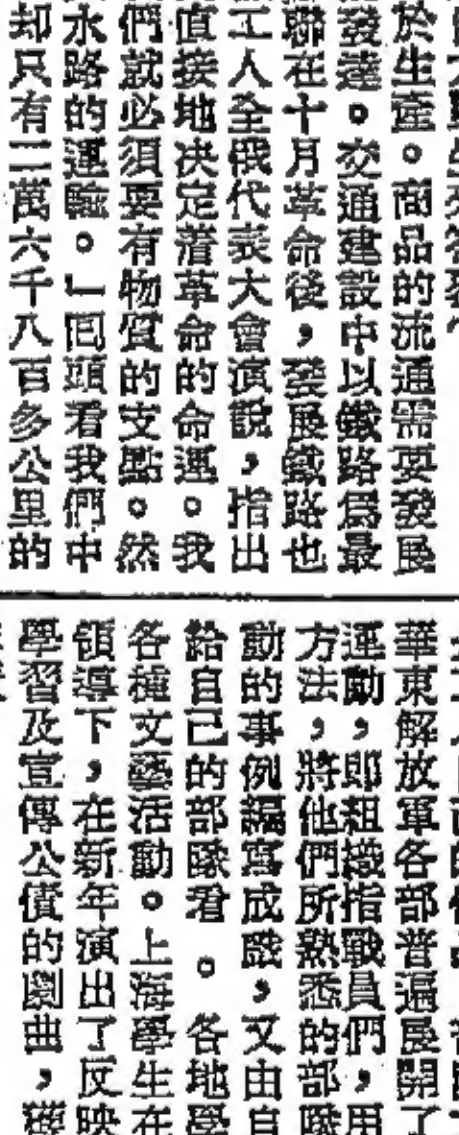 於生產。商品的流通需要發展
發達。交通建設中以鐵路爲最
聯在十月革命後，發展鐵路也
工人全俄代表大會演說，指出
直接地決定着革命的命運。我
們就必須要有物質的支點。然
水路的運輸。」囘頭看我們中
却只有二萬六千八百多公里的
華東解放軍各部普遍展開了
運動，即組織指戰員們，用
方法，將他們所熟悉的部隊
動的事例編寫成戲，又由自
給自己的部隊看。各地學
各種文藝活動。上海學生在
領導下，在新年演出了反映
學習及宣傳公債的劇曲，